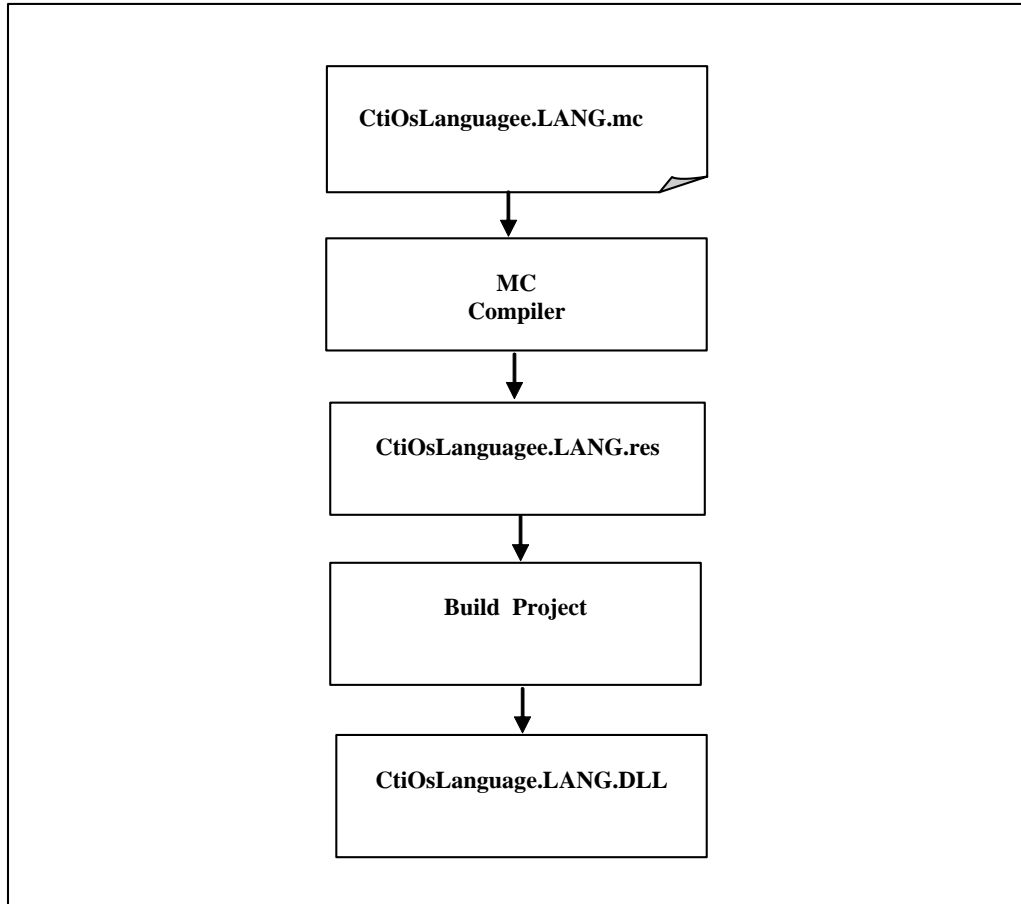 CtiOsLanguagee.LANG.mc
MC
Compiler
CtiOsLanguagee.LANG.res
Build Project
CtiOsLanguage.LANG.DLL